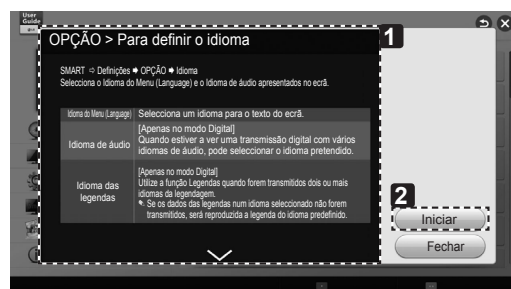 User
Guide
OPÇÃO > Para definir o idioma
1
SMART ⇨ Definições ➧ OPÇÃO ➧ Idioma
Selecciona o Idioma do Menu (Language) e o Idioma de áudio apresentados no ecrã.
Idioma do Menu (Language) Selecciona um idioma para o texto do ecrã.
Idioma de áudio
[Apenas no modo Digital]
Quando estiver a ver uma transmissão digital com vários
idiomas de áudio, pode seleccionar o idioma pretendido.
Idioma das
legendas
[Apenas no modo Digital]
Utilize a função Legendas quando forem transmitidos dois ou mais
idiomas da legendagem.
Se os dados das legendas num idioma seleccionado não forem
transmitidos, será reproduzida a legenda do idioma predefinido.
2
Iniciar
Fechar